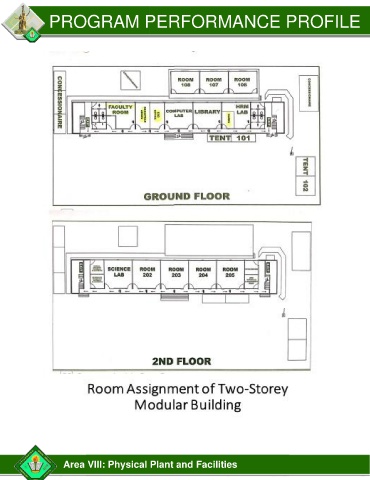 PROGRAM PERFORMANCE PROFILE
CONCESSIONAIRE
ROOM 106
ROOM 107
ROOM 108
FACULTY ROOM
COMPUTER LAB
LIBRARY
HRM LAB
TENT 101
TENT 102
GROUND FLOOR
SCIENCE LAB
ROOM 202
ROOM 203
ROOM 204
ROOM 205
2ND FLOOR
Room Assignment of Two-Storey
Modular Building
Area VIII: Physical Plant and Facilities